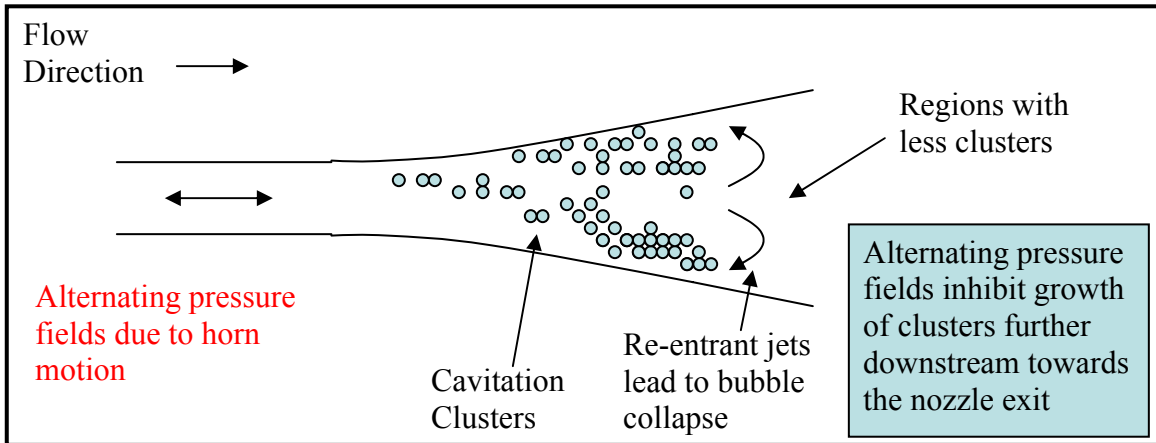 Flow
Direction
Regions with
less clusters
Alternating pressure
fields due to horn
motion
Cavitation
Clusters
Re-entrant jets
lead to bubble
collapse
Alternating pressure
fields inhibit growth
of clusters further
downstream towards
the nozzle exit